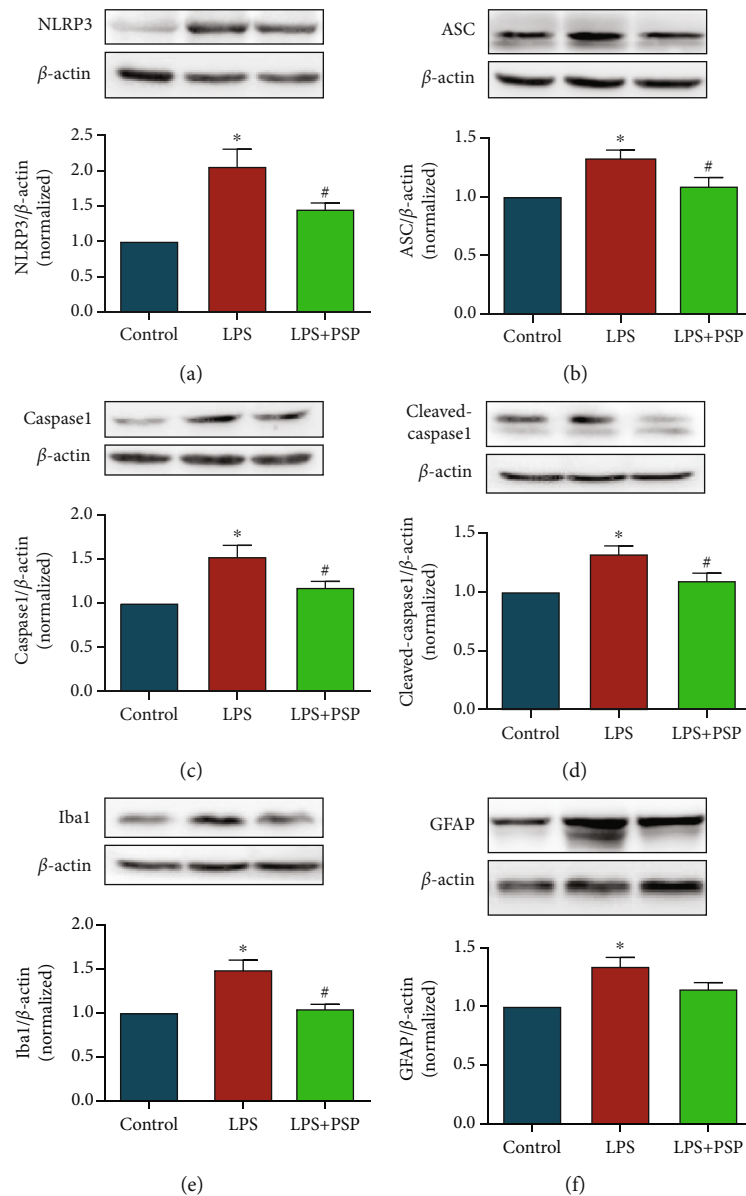 NLRP3
β-actin
NLRP3/β-actin
(normalized)
2.5
2.0
1.5
1.0
0.5
0.0
*
#
Control LPS LPS+PSP
(a)
ASC
β-actin
ASC/β-actin
(normalized)
1.5
1.0
0.5
0.0
*
#
Control LPS LPS+PSP
(b)
Caspase1
β-actin
Caspase1/β-actin
(normalized)
2.0
1.5
1.0
0.5
0.0
*
#
Control LPS LPS+PSP
(c)
Cleaved-
caspase1
β-actin
Cleaved-caspase1/β-actin
(normalized)
1.5
1.0
0.5
0.0
*
#
Control LPS LPS+PSP
(d)
Iba1
β-actin
Iba1/β-actin
(normalized)
2.0
1.5
1.0
0.5
0.0
*
#
Control LPS LPS+PSP
(e)
GFAP
β-actin
GFAP/β-actin
(normalized)
1.5
1.0
0.5
0.0
*
Control LPS LPS+PSP
(f)